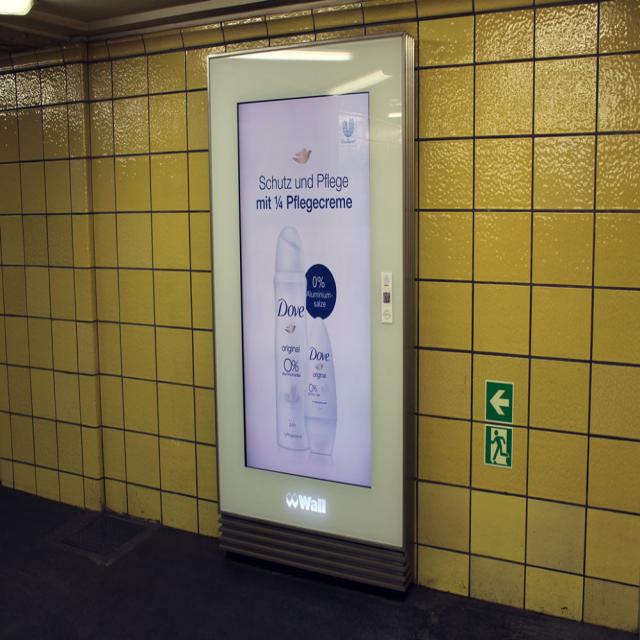 Schutz und Pflege
mit ¼ Pflegecreme
0%
Aluminium-
salze
Dove
original
0%
Dove
original
0%
Wall